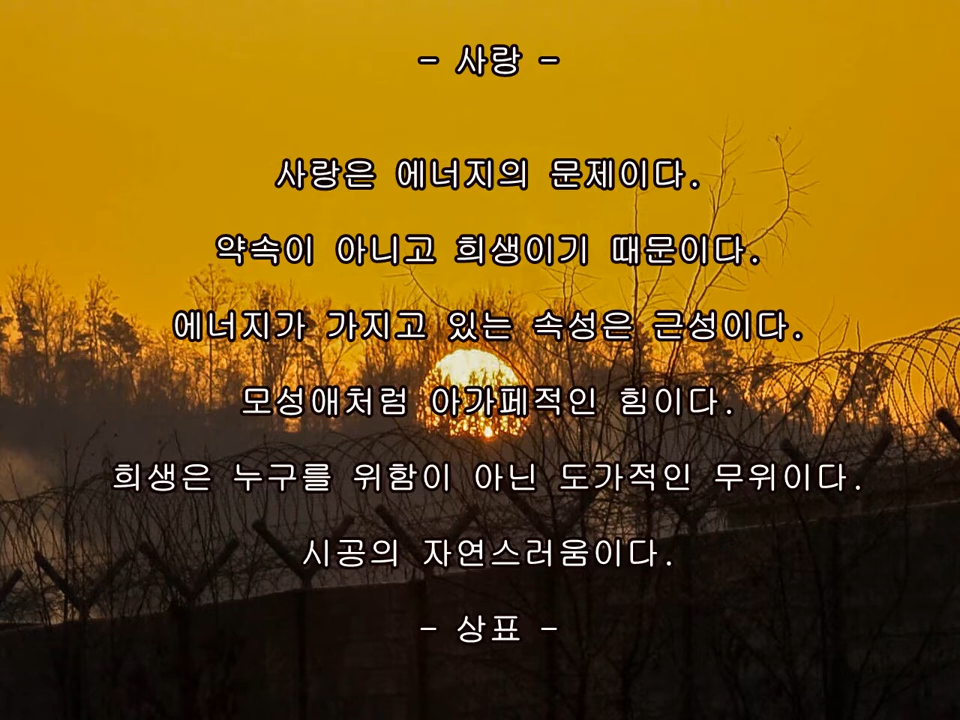 - 사랑 -
사랑은 에너지의 문제이다.
약속이 아니고 희생이기 때문이다.
에너지가 가지고 있는 속성은 근성이다.
모성애처럼 아가페적인 힘이다.
희생은 누구를 위함이 아닌 도가적인 무위이다.
시공의 자연스러움이다.
- 상표 -